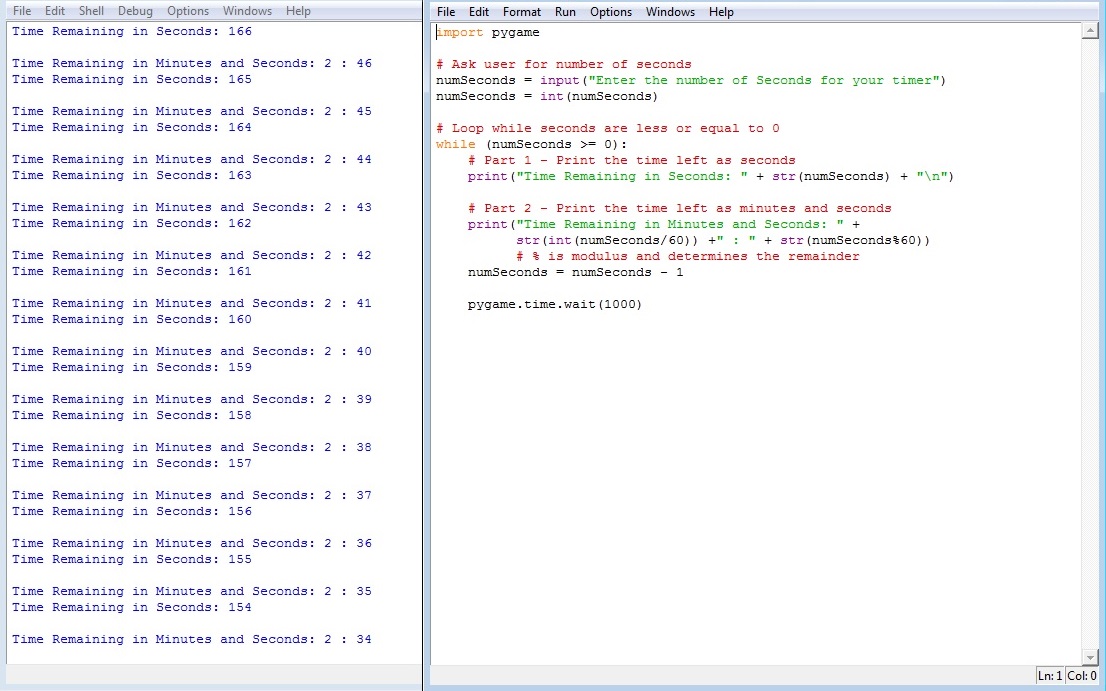 File Edit Shell Debug Options Windows Help
Time Remaining in Seconds: 166
Time Remaining in Minutes and Seconds: 2 : 46
Time Remaining in Seconds: 165
Time Remaining in Minutes and Seconds: 2 : 45
Time Remaining in Seconds: 164
Time Remaining in Minutes and Seconds: 2 : 44
Time Remaining in Seconds: 163
Time Remaining in Minutes and Seconds: 2 : 43
Time Remaining in Seconds: 162
Time Remaining in Minutes and Seconds: 2 : 42
Time Remaining in Seconds: 161
Time Remaining in Minutes and Seconds: 2 : 41
Time Remaining in Seconds: 160
Time Remaining in Minutes and Seconds: 2 : 40
Time Remaining in Seconds: 159
Time Remaining in Minutes and Seconds: 2 : 39
Time Remaining in Seconds: 158
Time Remaining in Minutes and Seconds: 2 : 38
Time Remaining in Seconds: 157
Time Remaining in Minutes and Seconds: 2 : 37
Time Remaining in Seconds: 156
Time Remaining in Minutes and Seconds: 2 : 36
Time Remaining in Seconds: 155
Time Remaining in Minutes and Seconds: 2 : 35
Time Remaining in Seconds: 154
Time Remaining in Minutes and Seconds: 2 : 34
File Edit Format Run Options Windows Help
import pygame
# Ask user for number of seconds
numSeconds = input("Enter the number of Seconds for your timer")
numSeconds = int(numSeconds)
# Loop while seconds are less or equal to 0
while (numSeconds >= 0):
    # Part 1 - Print the time left as seconds
    print("Time Remaining in Seconds: " + str(numSeconds) + "\n")
    # Part 2 - Print the time left as minutes and seconds
    print("Time Remaining in Minutes and Seconds: " +
          str(int(numSeconds/60)) +" : " + str(numSeconds%60))
          # % is modulus and determines the remainder
    numSeconds = numSeconds - 1
    pygame.time.wait(1000)
Ln: 1 Col: 0